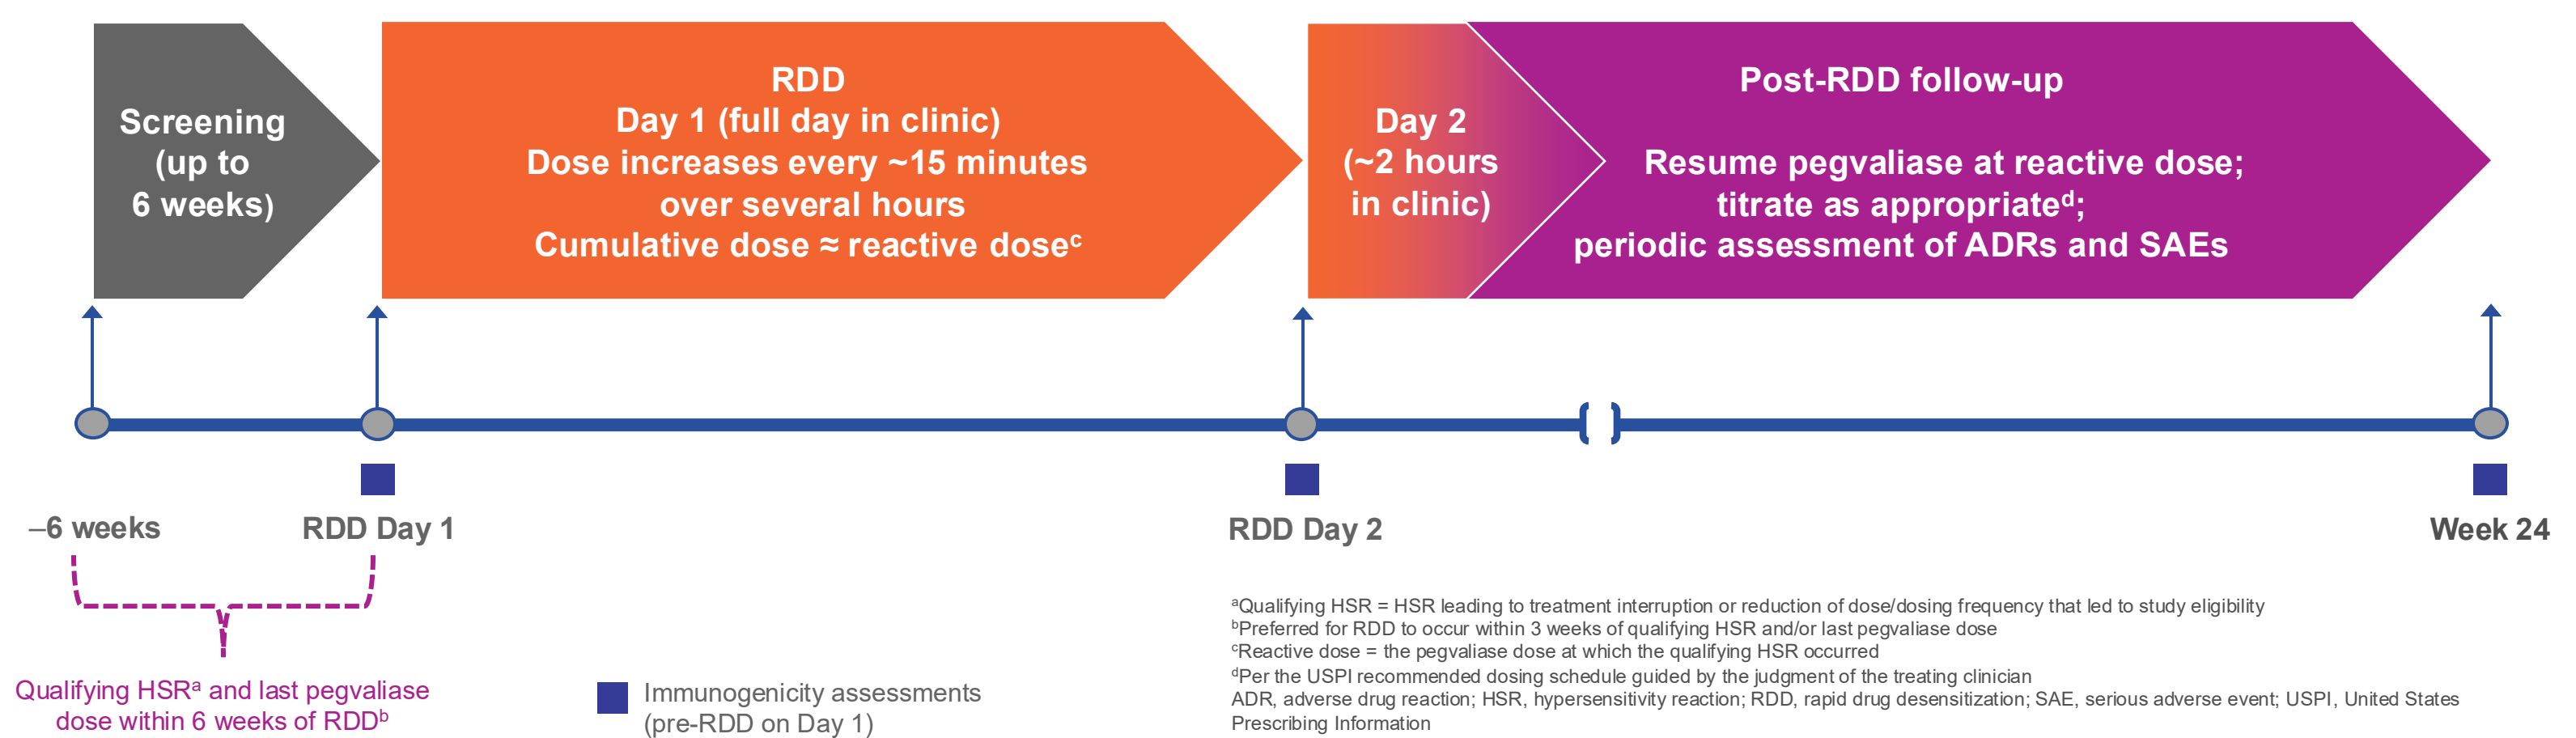 Screening
(up to
6 weeks)
RDD
Day 1 (full day in clinic)
Dose increases every ~15 minutes
over several hours
Cumulative dose ≈ reactive doseᶜ
Day 2
(~2 hours
in clinic)
Post-RDD follow-up
Resume pegvaliase at reactive dose;
titrate as appropriateᵈ;
periodic assessment of ADRs and SAEs
–6 weeks
RDD Day 1
RDD Day 2
Week 24
Qualifying HSRᵃ and last pegvaliase
dose within 6 weeks of RDDᵇ
Immunogenicity assessments
(pre-RDD on Day 1)
ᵃQualifying HSR = HSR leading to treatment interruption or reduction of dose/dosing frequency that led to study eligibility
ᵇPreferred for RDD to occur within 3 weeks of qualifying HSR and/or last pegvaliase dose
ᶜReactive dose = the pegvaliase dose at which the qualifying HSR occurred
ᵈPer the USPI recommended dosing schedule guided by the judgment of the treating clinician
ADR, adverse drug reaction; HSR, hypersensitivity reaction; RDD, rapid drug desensitization; SAE, serious adverse event; USPI, United States
Prescribing Information